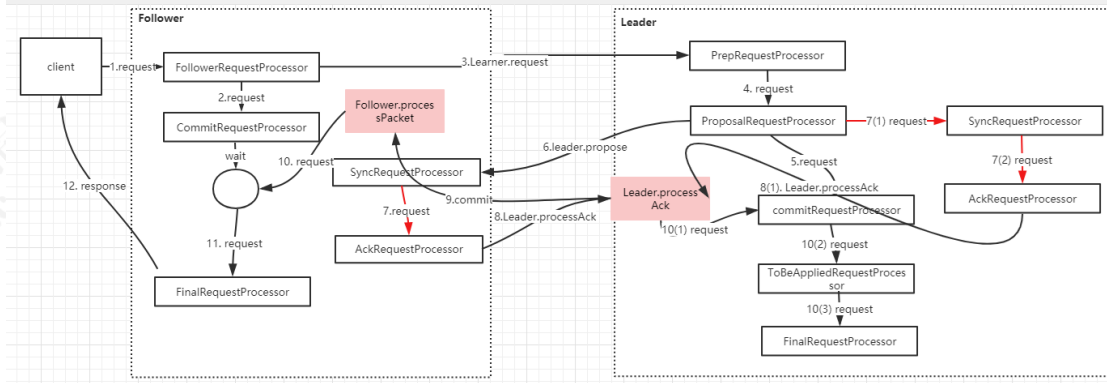 Follower
Leader
client
1.request
FollowerRequestProcessor
3.Learner.request
PrepRequestProcessor
2.request
4. request
Follower.proces
sPacket
CommitRequestProcessor
ProposalRequestProcessor
7(1) request
SyncRequestProcessor
wait
10. request
6.leader.propose
5.request
7(2) request
SyncRequestProcessor
12. response
9.commit
Leader.process
Ack
8(1). Leader.processAck
AckRequestProcessor
7.request
8.Leader.processAck
commitRequestProcessor
10(1) request
11. request
AckRequestProcessor
10(2) request
ToBeAppliedRequestProces
sor
FinalRequestProcessor
10(3) request
FinalRequestProcessor